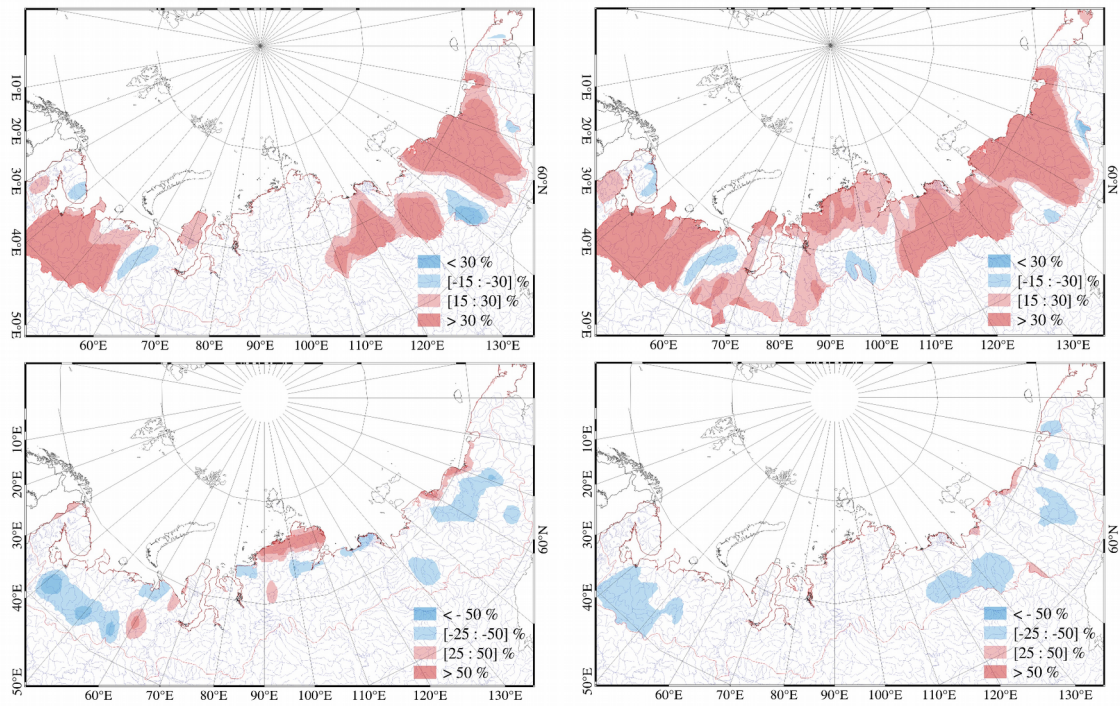 10°E
20°E
30°E
40°E
50°E
60°N
< 30 %
[-15 : -30] %
[15 : 30] %
> 30 %
60°E
70°E
80°E
90°E
100°E
110°E
120°E
130°E
10°E
20°E
30°E
40°E
50°E
60°N
< 30 %
[-15 : -30] %
[15 : 30] %
> 30 %
60°E
70°E
80°E
90°E
100°E
110°E
120°E
130°E
10°E
20°E
30°E
40°E
50°E
60°N
< - 50 %
[-25 : -50] %
[25 : 50] %
> 50 %
60°E
70°E
80°E
90°E
100°E
110°E
120°E
130°E
10°E
20°E
30°E
40°E
50°E
60°N
< - 50 %
[-25 : -50] %
[25 : 50] %
> 50 %
60°E
70°E
80°E
90°E
100°E
110°E
120°E
130°E